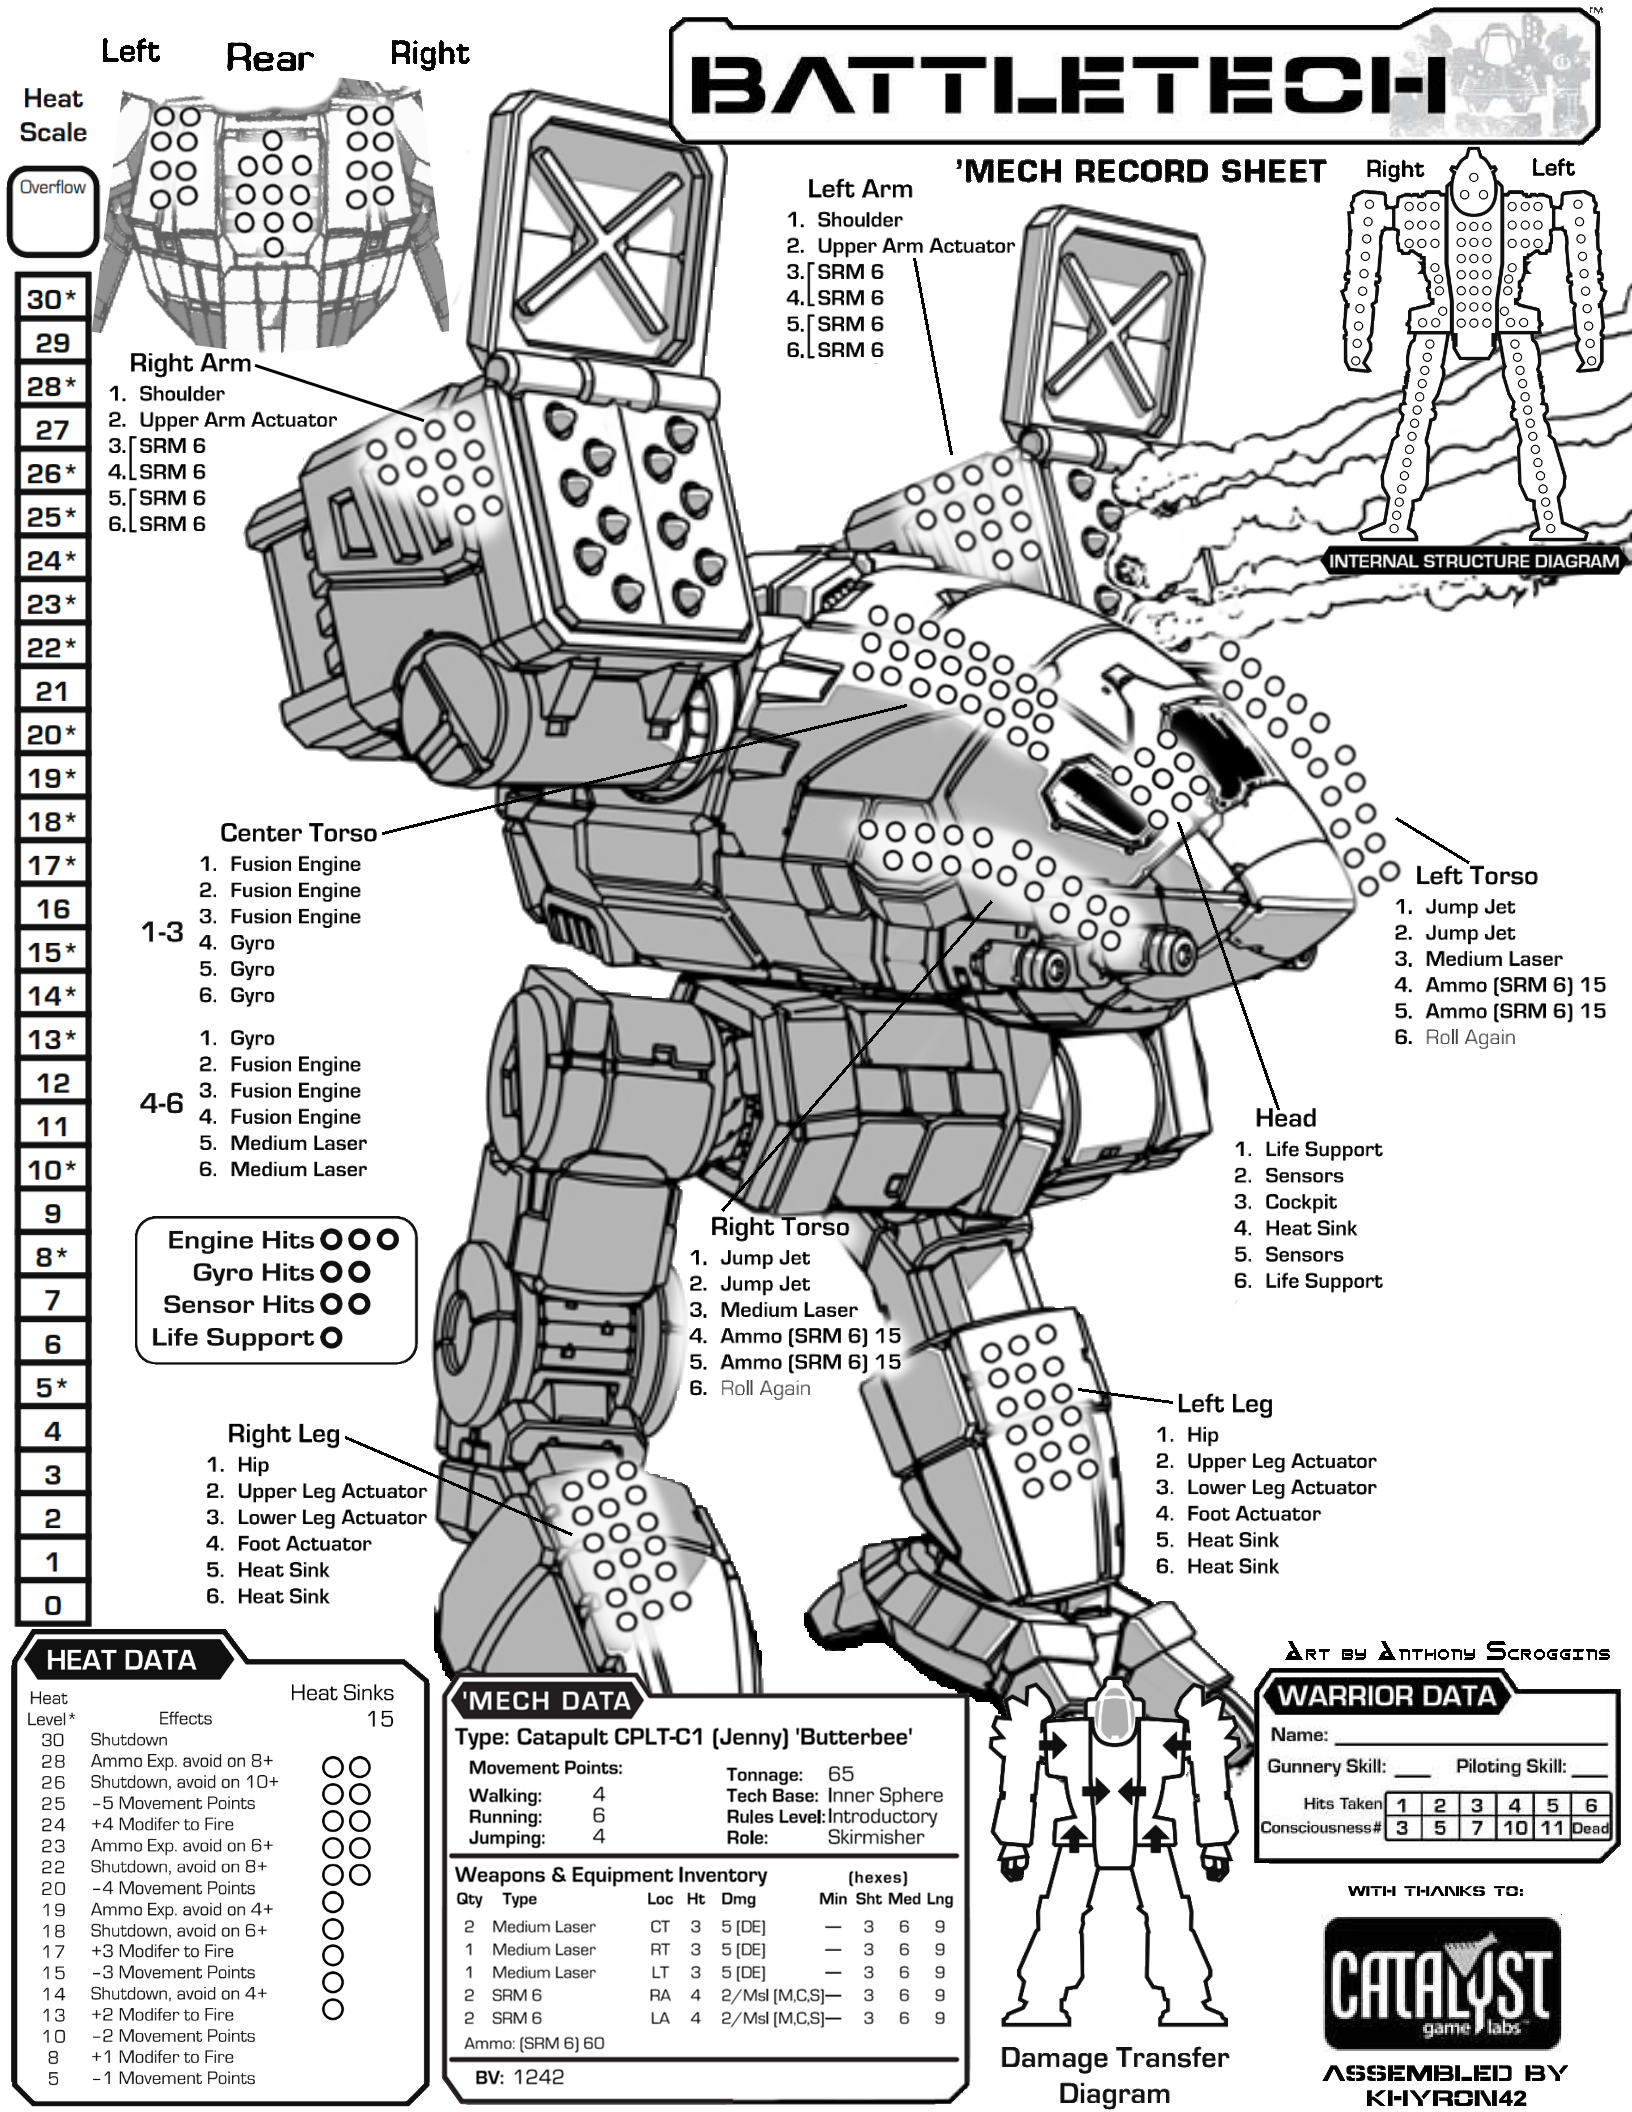 Left Rear Right
Heat
Scale
Overflow
30*
29
28*
27
26*
25*
24*
23*
22*
21
20*
19*
18*
17*
16
15*
14*
13*
12
11
10*
9
8*
7
6
5*
4
3
2
1
0
BATTLETECH
TM
'MECH RECORD SHEET
Right Left
INTERNAL STRUCTURE DIAGRAM
Left Arm
1. Shoulder
2. Upper Arm Actuator
3. SRM 6
4. SRM 6
5. SRM 6
6. SRM 6
Right Arm
1. Shoulder
2. Upper Arm Actuator
3. SRM 6
4. SRM 6
5. SRM 6
6. SRM 6
Center Torso
1. Fusion Engine
2. Fusion Engine
3. Fusion Engine
1-3
4. Gyro
5. Gyro
6. Gyro
1. Gyro
2. Fusion Engine
3. Fusion Engine
4-6
4. Fusion Engine
5. Medium Laser
6. Medium Laser
Engine Hits
Gyro Hits
Sensor Hits
Life Support
Left Torso
1. Jump Jet
2. Jump Jet
3. Medium Laser
4. Ammo (SRM 6) 15
5. Ammo (SRM 6) 15
6. Roll Again
Head
1. Life Support
2. Sensors
3. Cockpit
4. Heat Sink
5. Sensors
6. Life Support
Right Torso
1. Jump Jet
2. Jump Jet
3. Medium Laser
4. Ammo (SRM 6) 15
5. Ammo (SRM 6) 15
6. Roll Again
Right Leg
1. Hip
2. Upper Leg Actuator
3. Lower Leg Actuator
4. Foot Actuator
5. Heat Sink
6. Heat Sink
Left Leg
1. Hip
2. Upper Leg Actuator
3. Lower Leg Actuator
4. Foot Actuator
5. Heat Sink
6. Heat Sink
HEAT DATA
Heat Level* Effects
Heat Sinks
15
30 Shutdown
28 Ammo Exp. avoid on 8+
26 Shutdown, avoid on 10+
25 -5 Movement Points
24 +4 Modifer to Fire
23 Ammo Exp. avoid on 6+
22 Shutdown, avoid on 8+
20 -4 Movement Points
19 Ammo Exp. avoid on 4+
18 Shutdown, avoid on 6+
17 +3 Modifer to Fire
15 -3 Movement Points
14 Shutdown, avoid on 4+
13 +2 Modifer to Fire
10 -2 Movement Points
8 +1 Modifer to Fire
5 -1 Movement Points
'MECH DATA
Type: Catapult CPLT-C1 (Jenny) 'Butterbee'
Movement Points:
Walking: 4
Running: 6
Jumping: 4
Tonnage: 65
Tech Base: Inner Sphere
Rules Level: Introductory
Role: Skirmisher
Weapons & Equipment Inventory (hexes)
Qty Type Loc Ht Dmg Min Sht Med Lng
2 Medium Laser CT 3 5 [DE] — 3 6 9
1 Medium Laser RT 3 5 [DE] — 3 6 9
1 Medium Laser LT 3 5 [DE] — 3 6 9
2 SRM 6 RA 4 2/Msl [M,C,S] — 3 6 9
2 SRM 6 LA 4 2/Msl [M,C,S] — 3 6 9
Ammo: (SRM 6) 60
BV: 1242
Damage Transfer
Diagram
Art by Anthony Scroggins
WARRIOR DATA
Name:
Gunnery Skill: Piloting Skill:
Hits Taken 1 2 3 4 5 6
Consciousness# 3 5 7 10 11 Dead
WITH THANKS TO:
CATALYST
game labs
ASSEMBLED BY
KHYRON42